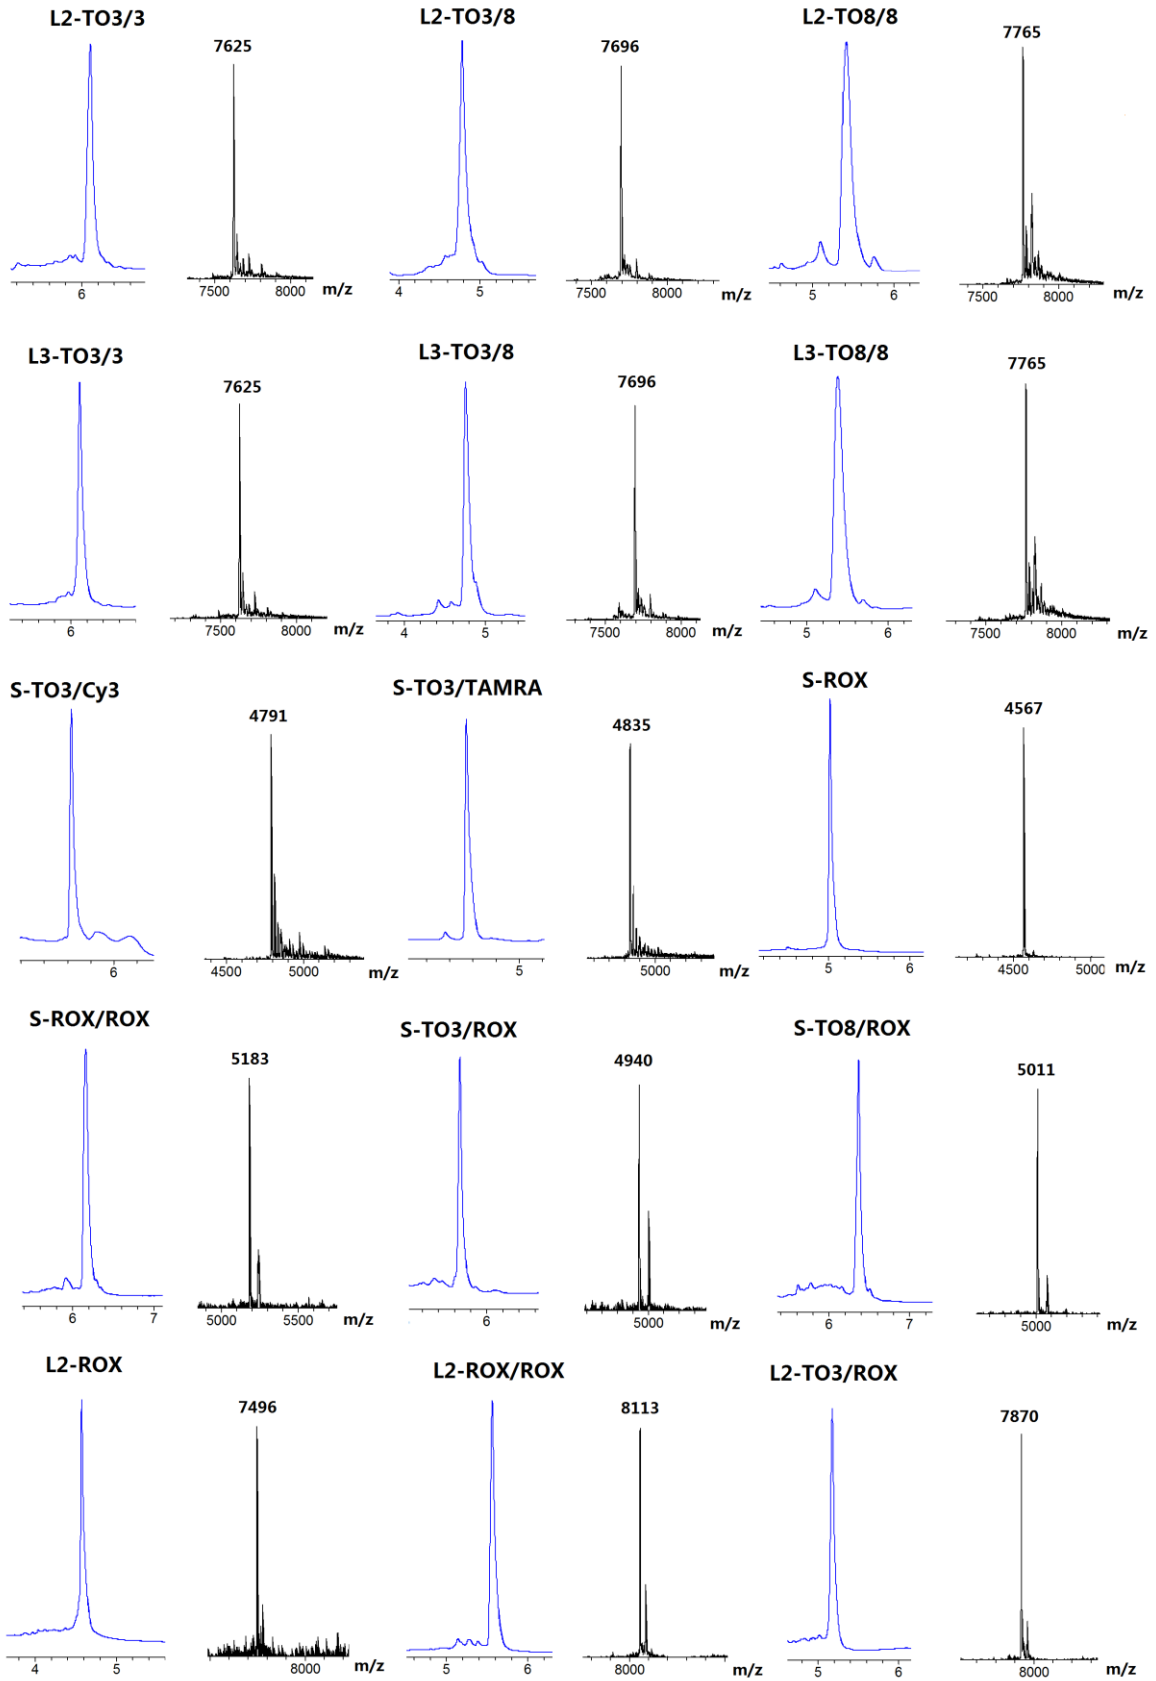 L2-TO3/3 L2-TO3/8 L2-TO8/8
7625 7696 7765
6 7500 8000 m/z 4 5 7500 8000 m/z 5 6 7500 8000 m/z
L3-TO3/3 L3-TO3/8 L3-TO8/8
7625 7696 7765
6 7500 8000 m/z 4 5 7500 8000 m/z 5 6 7500 8000 m/z
S-TO3/Cy3 S-TO3/TAMRA S-ROX
4791 4835 4567
6 4500 5000 m/z 5 5000 m/z 5 6 4500 5000 m/z
S-ROX/ROX S-TO3/ROX S-TO8/ROX
5183 4940 5011
6 7 5000 5500 m/z 6 5000 m/z 6 7 5000 m/z
L2-ROX L2-ROX/ROX L2-TO3/ROX
7496 8113 7870
4 5 8000 m/z 5 6 8000 m/z 5 6 8000 m/z